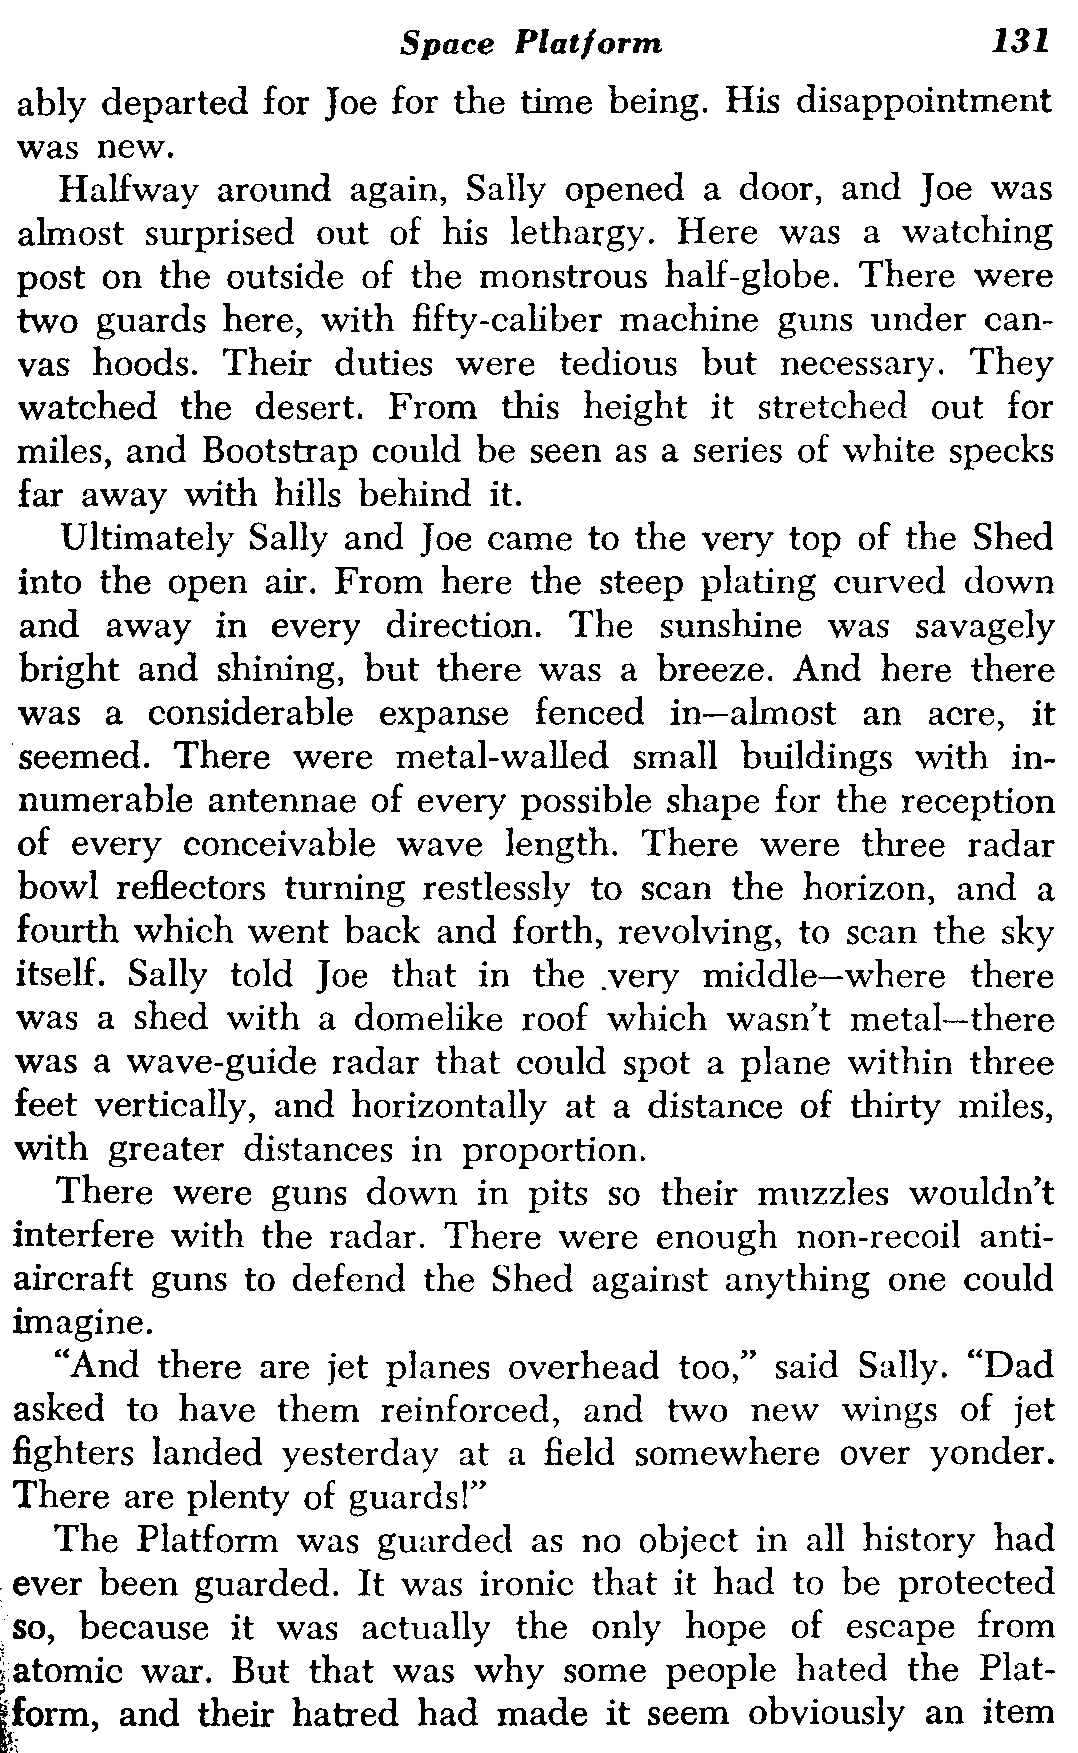 Space Platform 131
ably departed for Joe for the time being. His disappointment
was new.
Halfway around again, Sally opened a door, and Joe was
almost surprised out of his lethargy. Here was a watching
post on the outside of the monstrous half-globe. There were
two guards here, with fifty-caliber machine guns under can-
vas hoods. Their duties were tedious but necessary. They
watched the desert. From this height it stretched out for
miles, and Bootstrap could be seen as a series of white specks
far away with hills behind it.
Ultimately Sally and Joe came to the very top of the Shed
into the open air. From here the steep plating curved down
and away in every direction. The sunshine was savagely
bright and shining, but there was a breeze. And here there
was a considerable expanse fenced in—almost an acre, it
seemed. There were metal-walled small buildings with in-
numerable antennae of every possible shape for the reception
of every conceivable wave length. There were three radar
bowl reflectors turning restlessly to scan the horizon, and a
fourth which went back and forth, revolving, to scan the sky
itself. Sally told Joe that in the very middle—where there
was a shed with a domelike roof which wasn't metal—there
was a wave-guide radar that could spot a plane within three
feet vertically, and horizontally at a distance of thirty miles,
with greater distances in proportion.
There were guns down in pits so their muzzles wouldn't
interfere with the radar. There were enough non-recoil anti-
aircraft guns to defend the Shed against anything one could
imagine.
“And there are jet planes overhead too,” said Sally. “Dad
asked to have them reinforced, and two new wings of jet
fighters landed yesterday at a field somewhere over yonder.
There are plenty of guards!”
The Platform was guarded as no object in all history had
ever been guarded. It was ironic that it had to be protected
so, because it was actually the only hope of escape from
atomic war. But that was why some people hated the Plat-
form, and their hatred had made it seem obviously an item